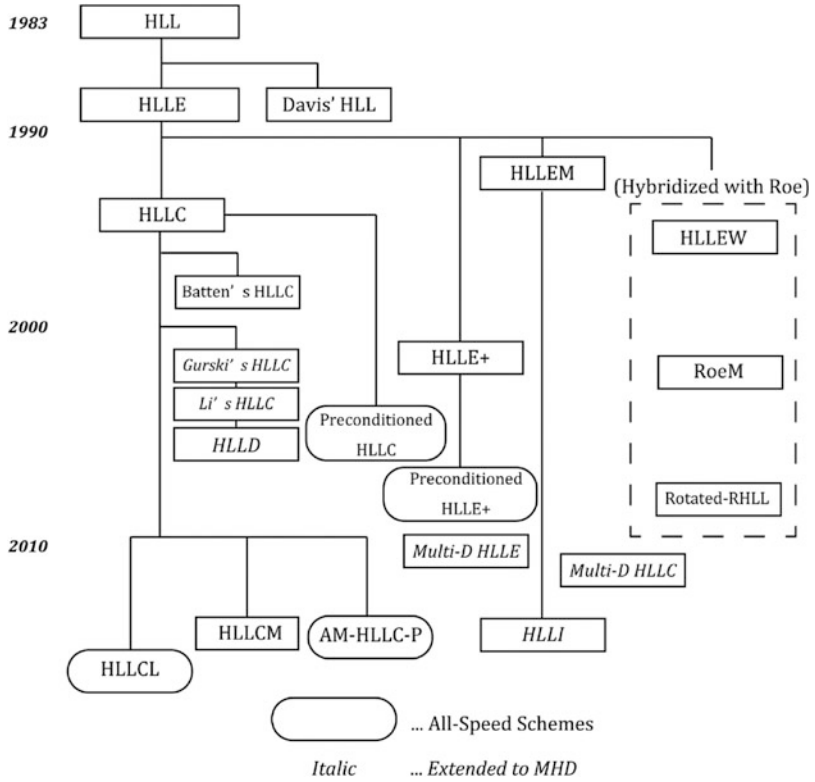 1983
HLL
HLLE
Davis' HLL
1990
HLLEM
(Hybridized with Roe)
HLLC
HLLEW
Batten' s HLLC
2000
Gurski' s HLLC
HLLE+
RoeM
Li' s HLLC
HLLD
Preconditioned
HLLC
Preconditioned
HLLE+
Rotated-RHLL
2010
Multi-D HLLE
Multi-D HLLC
HLLCM
AM-HLLC-P
HLLI
HLLCL
... All-Speed Schemes
Italic ... Extended to MHD